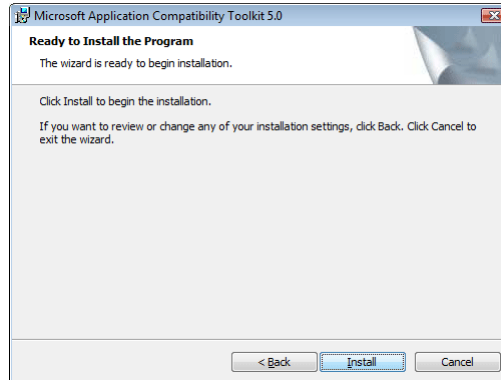 Microsoft Application Compatibility Toolkit 5.0
Ready to Install the Program
The wizard is ready to begin installation.
Click Install to begin the installation.
If you want to review or change any of your installation settings, click Back. Click Cancel to
exit the wizard.
< Back Install Cancel